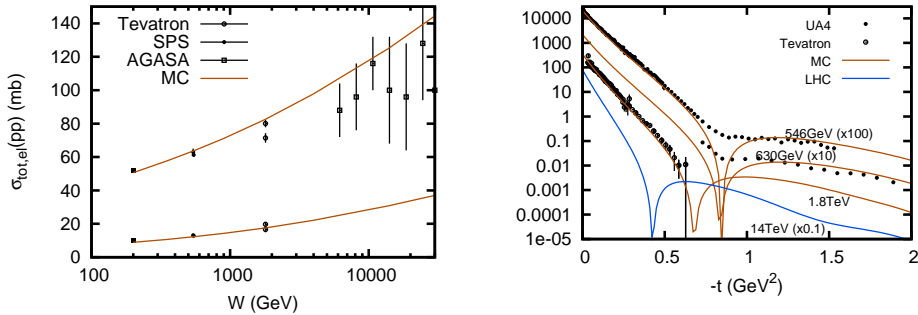 σtot,el(pp) (mb)
150
100
80
60
40
20
0
Tevatron
SPS
AGASA
MC
100
1000
10000
W (GeV)
10000
1000
100
10
1
0.1
0.01
0.001
0.0001
1e-05
UA4
Tevatron
MC
LHC
546GeV (x100)
630GeV (x10)
1.8TeV
14TeV (x0.1)
0
0.5
1
1.5
2
-t (GeV²)